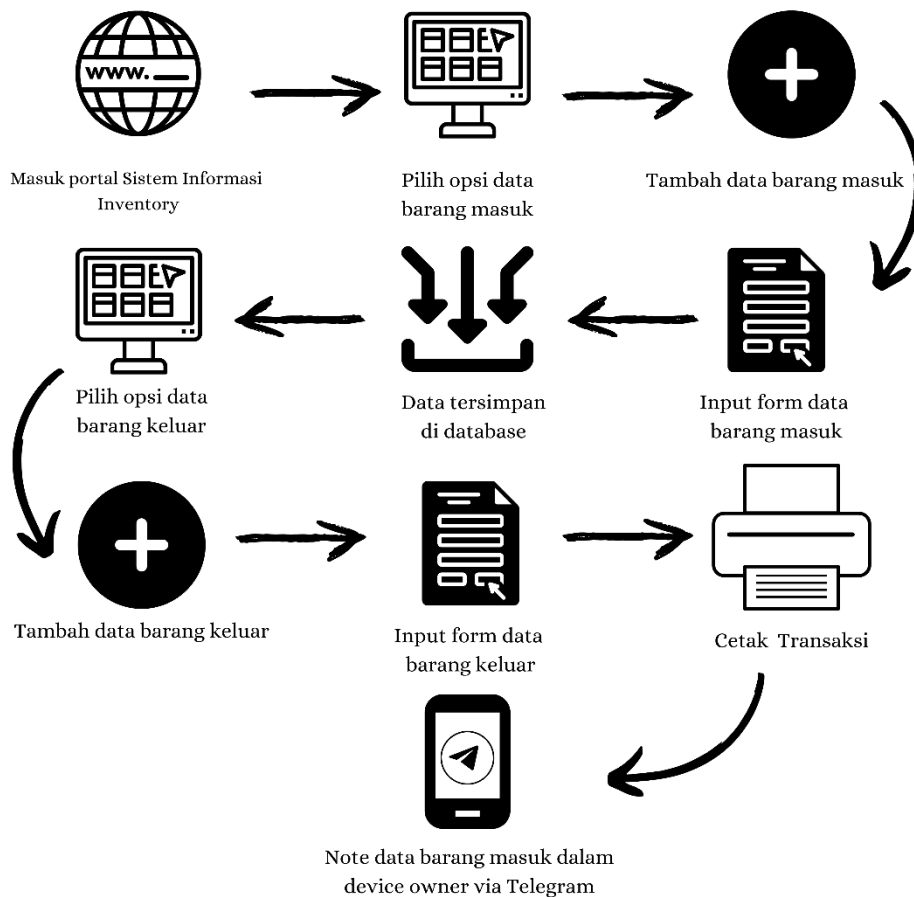 www.
Masuk portal Sistem Informasi
Inventory
Pilih opsi data
barang masuk
Tambah data barang masuk
Pilih opsi data
barang keluar
Data tersimpan
di database
Input form data
barang masuk
Tambah data barang keluar
Input form data
barang keluar
Cetak Transaksi
Note data barang masuk dalam
device owner via Telegram